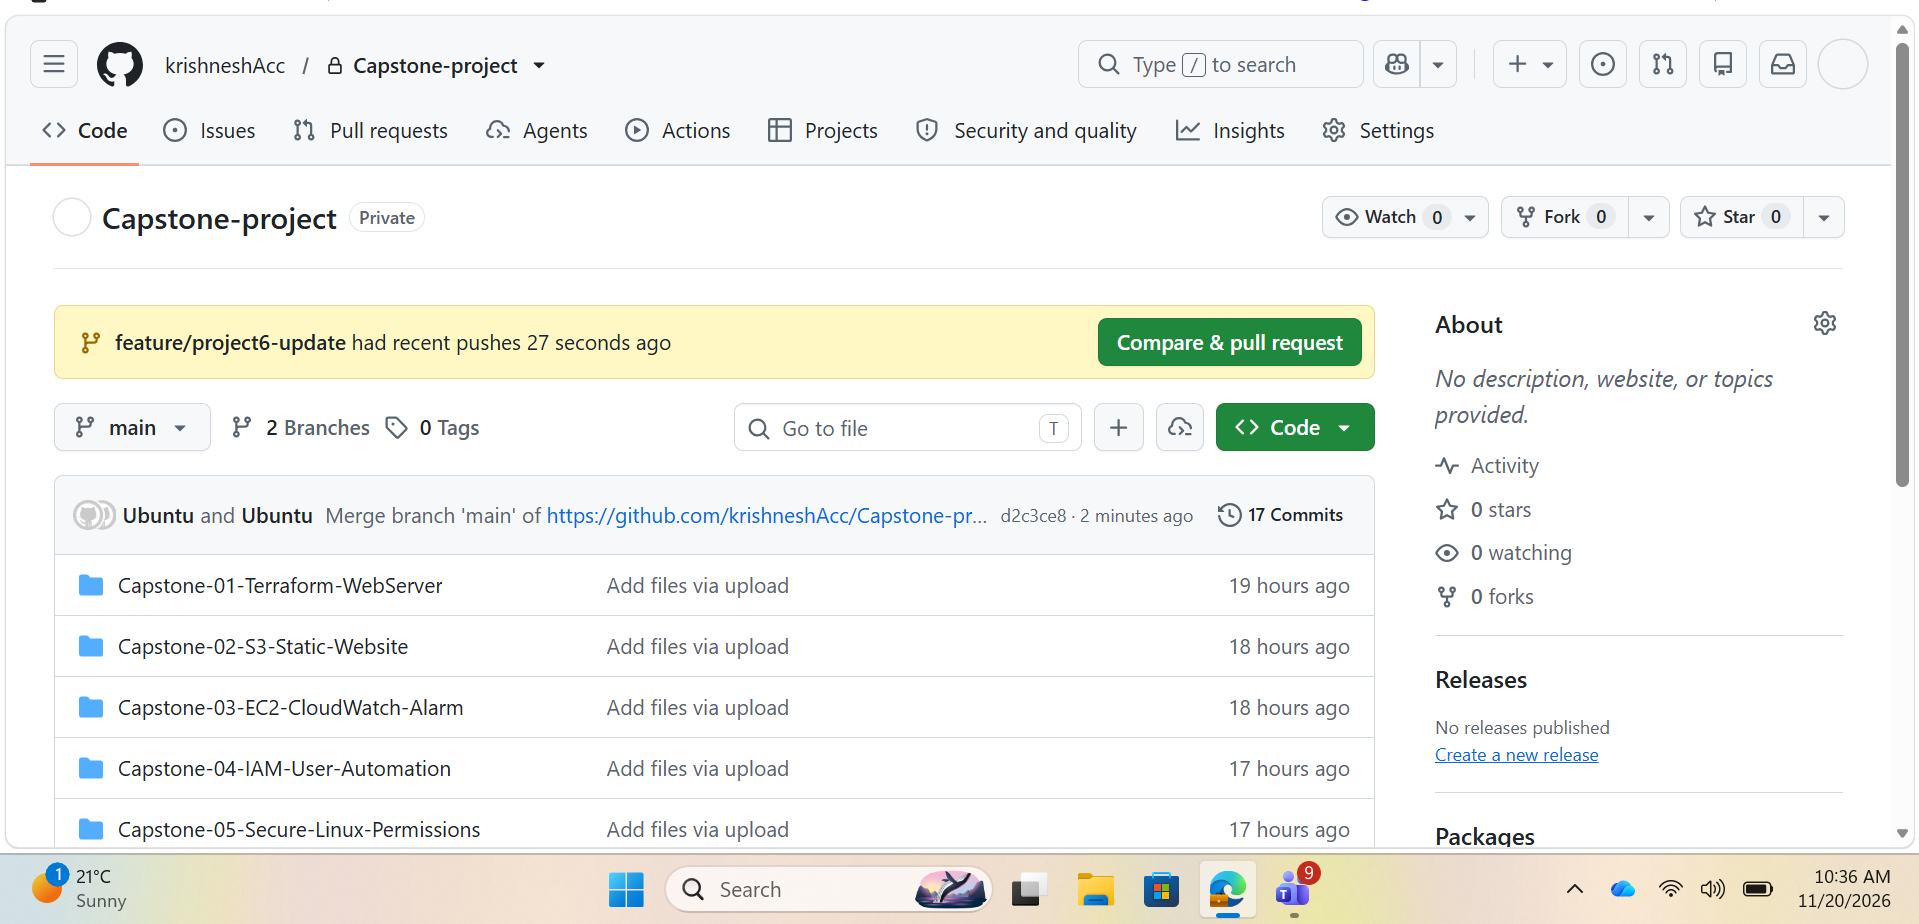 krishneshAcc / Capstone-project
Type / to search
Code
Issues
Pull requests
Agents
Actions
Projects
Security and quality
Insights
Settings
Capstone-project Private
Watch 0
Fork 0
Star 0
feature/project6-update had recent pushes 27 seconds ago
Compare & pull request
main
2 Branches
0 Tags
Go to file
T
Code
Ubuntu and Ubuntu Merge branch 'main' of https://github.com/krishneshAcc/Capstone-pr... d2c3ce8 · 2 minutes ago
17 Commits
Capstone-01-Terraform-WebServer Add files via upload 19 hours ago
Capstone-02-S3-Static-Website Add files via upload 18 hours ago
Capstone-03-EC2-CloudWatch-Alarm Add files via upload 18 hours ago
Capstone-04-IAM-User-Automation Add files via upload 17 hours ago
Capstone-05-Secure-Linux-Permissions Add files via upload 17 hours ago
About
No description, website, or topics
provided.
Activity
0 stars
0 watching
0 forks
Releases
No releases published
Create a new release
Packages
1
21°C
Sunny
Search
T
9
10:36 AM
11/20/2026